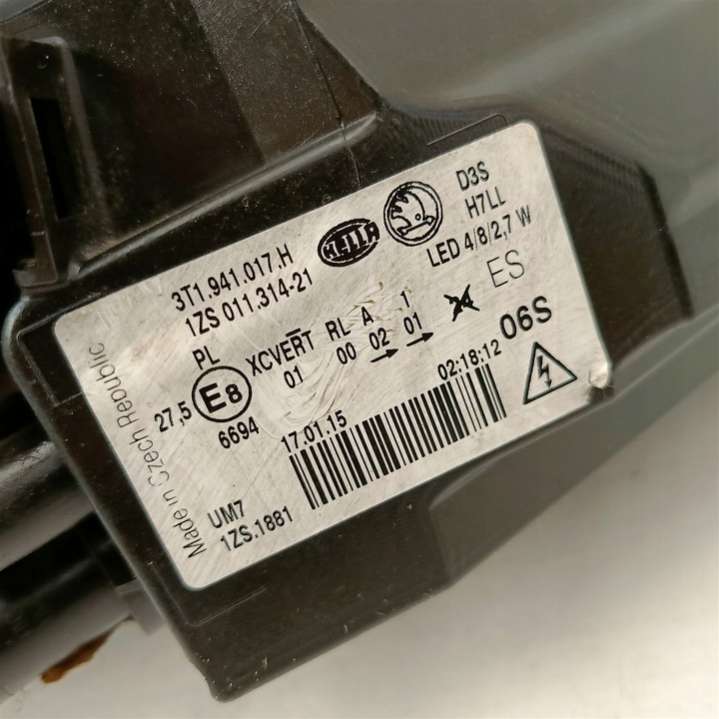 3T1.941.017.H HELLA D3S
1ZS 011.314-21 H7LL
LED 4/8/2,7 W
PL XCVERT RL A 1 ES
27,5 E8 01 00 02 01 06S
6694
17.01.15 02:18:12
UM7
1ZS.1881
Made in Czech Republic